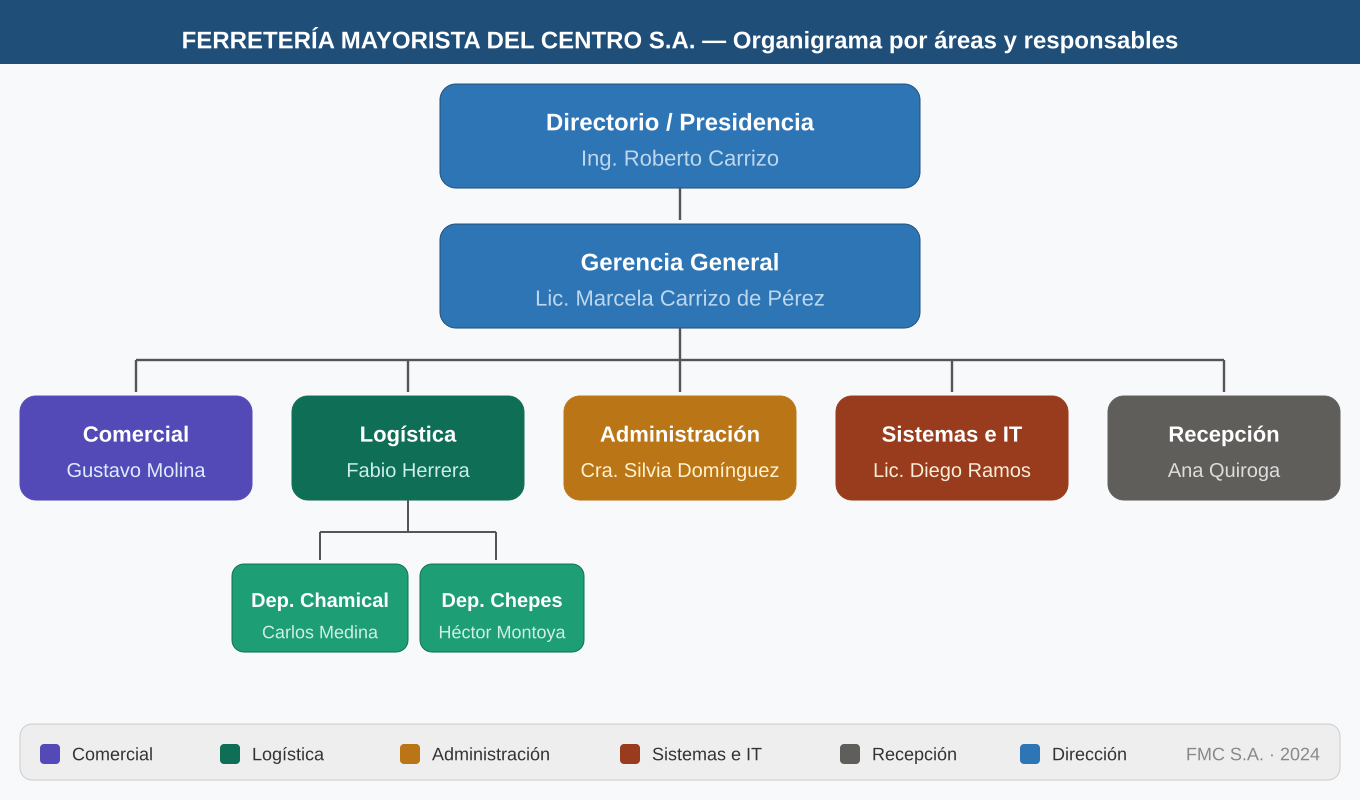 FERRETERÍA MAYORISTA DEL CENTRO S.A. — Organigrama por áreas y responsables
Directorio / Presidencia
Ing. Roberto Carrizo
Gerencia General
Lic. Marcela Carrizo de Pérez
Comercial
Gustavo Molina
Logística
Fabio Herrera
Administración
Cra. Silvia Domínguez
Sistemas e IT
Lic. Diego Ramos
Recepción
Ana Quiroga
Dep. Chamical
Carlos Medina
Dep. Chepes
Héctor Montoya
Comercial
Logística
Administración
Sistemas e IT
Recepción
Dirección
FMC S.A. · 2024